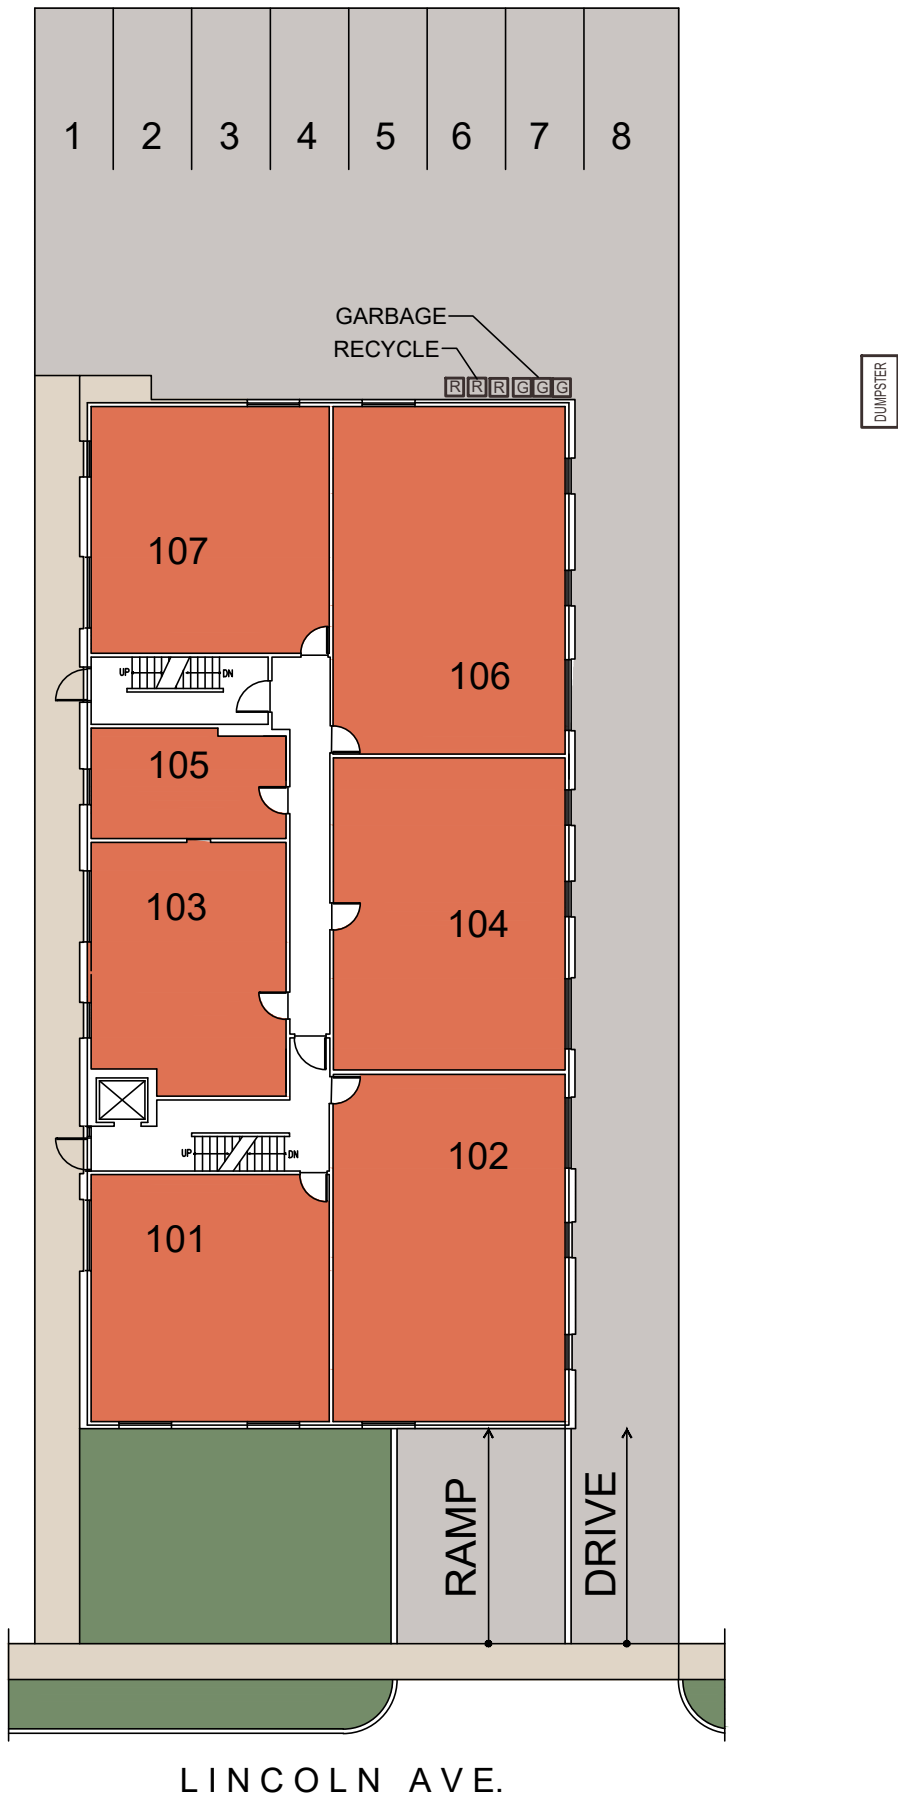 1 2 3 4 5 6 7 8
GARBAGE
RECYCLE
R R R G G G
DUMPSTER
107
106
UP DN
105
103
104
102
UP DN
101
RAMP
DRIVE
LINCOLN AVE.